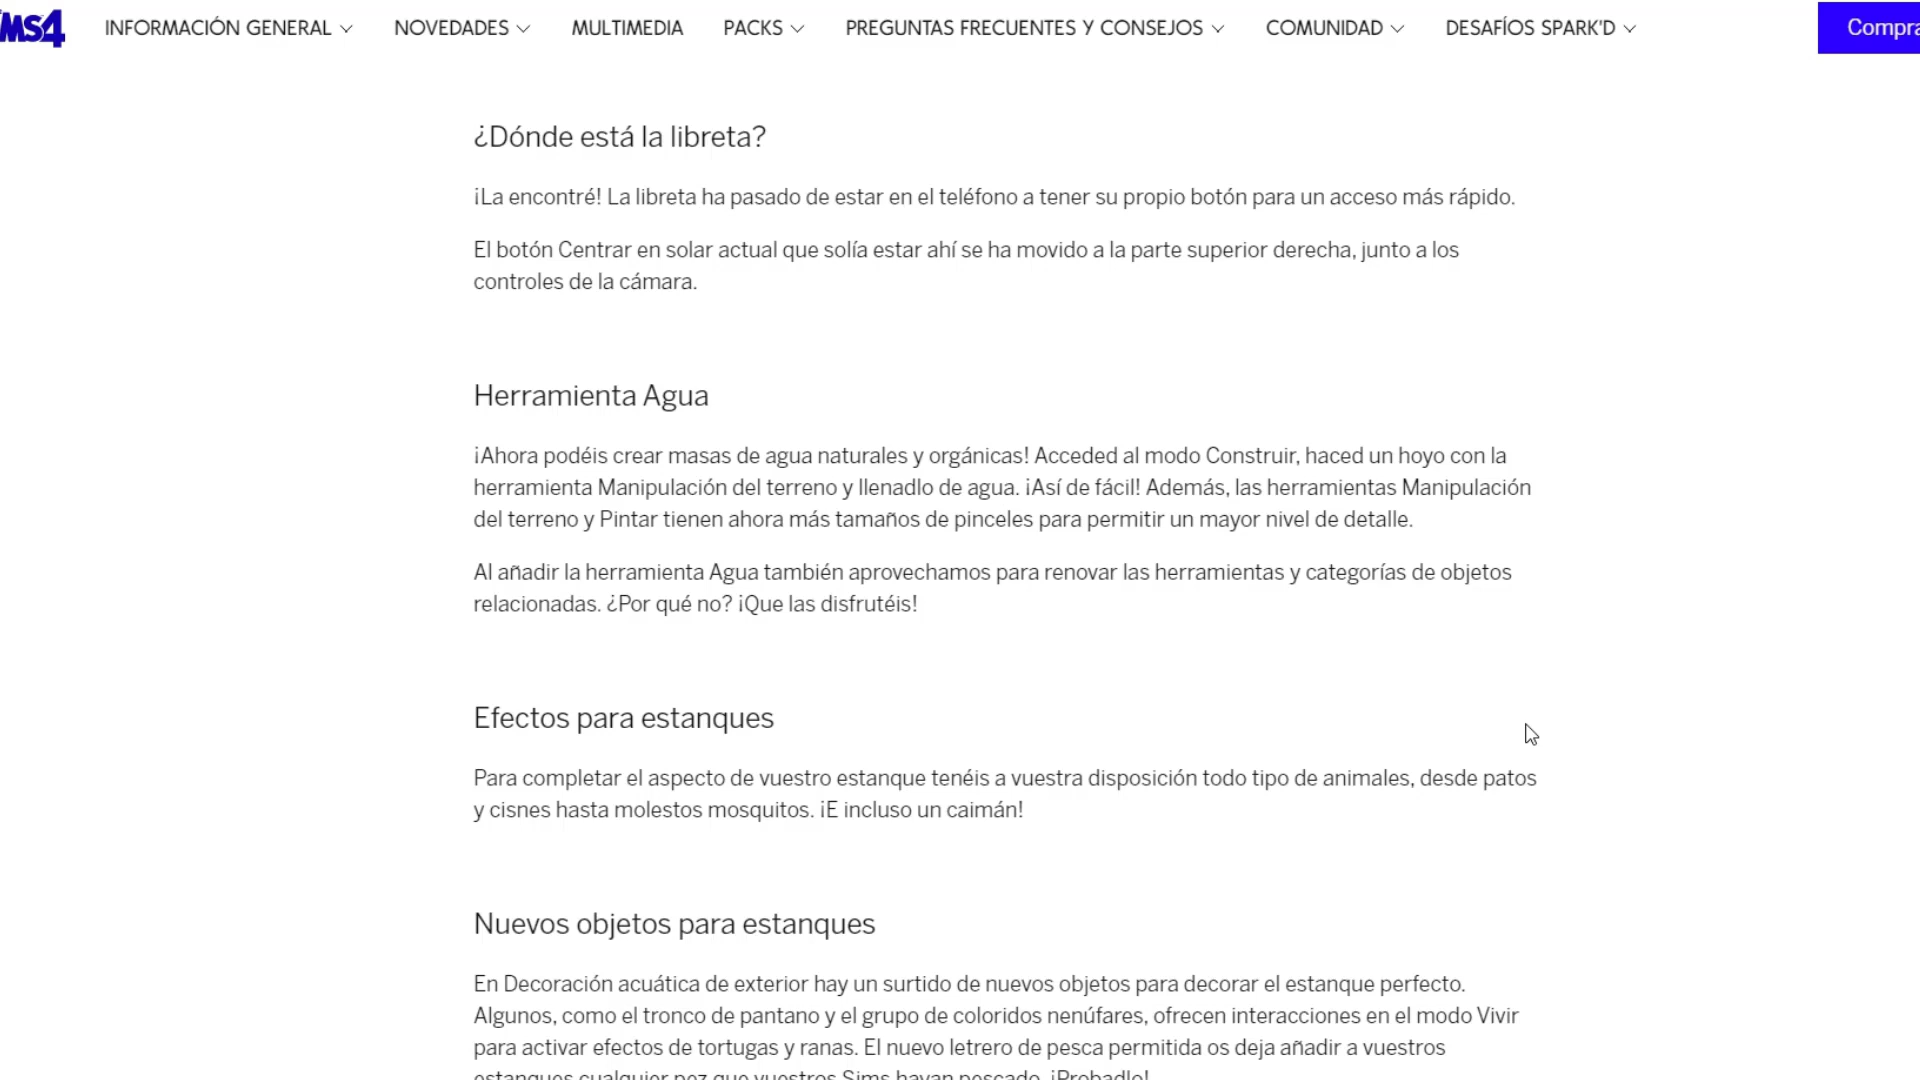 MS4 INFORMACIÓN GENERAL NOVEDADES MULTIMEDIA PACKS PREGUNTAS FRECUENTES Y CONSEJOS COMUNIDAD DESAFÍOS SPARK'D Compra
¿Dónde está la libreta?
¡La encontré! La libreta ha pasado de estar en el teléfono a tener su propio botón para un acceso más rápido.
El botón Centrar en solar actual que solía estar ahí se ha movido a la parte superior derecha, junto a los
controles de la cámara.
Herramienta Agua
¡Ahora podéis crear masas de agua naturales y orgánicas! Acceded al modo Construir, haced un hoyo con la
herramienta Manipulación del terreno y llenadlo de agua. ¡Así de fácil! Además, las herramientas Manipulación
del terreno y Pintar tienen ahora más tamaños de pinceles para permitir un mayor nivel de detalle.
Al añadir la herramienta Agua también aprovechamos para renovar las herramientas y categorías de objetos
relacionadas. ¿Por qué no? ¡Que las disfrutéis!
Efectos para estanques
Para completar el aspecto de vuestro estanque tenéis a vuestra disposición todo tipo de animales, desde patos
y cisnes hasta molestos mosquitos. ¡E incluso un caimán!
Nuevos objetos para estanques
En Decoración acuática de exterior hay un surtido de nuevos objetos para decorar el estanque perfecto.
Algunos, como el tronco de pantano y el grupo de coloridos nenúfares, ofrecen interacciones en el modo Vivir
para activar efectos de tortugas y ranas. El nuevo letrero de pesca permitida os deja añadir a vuestros
estanques cualquier pez que vuestros Sims hayan pescado. ¡Probadlo!